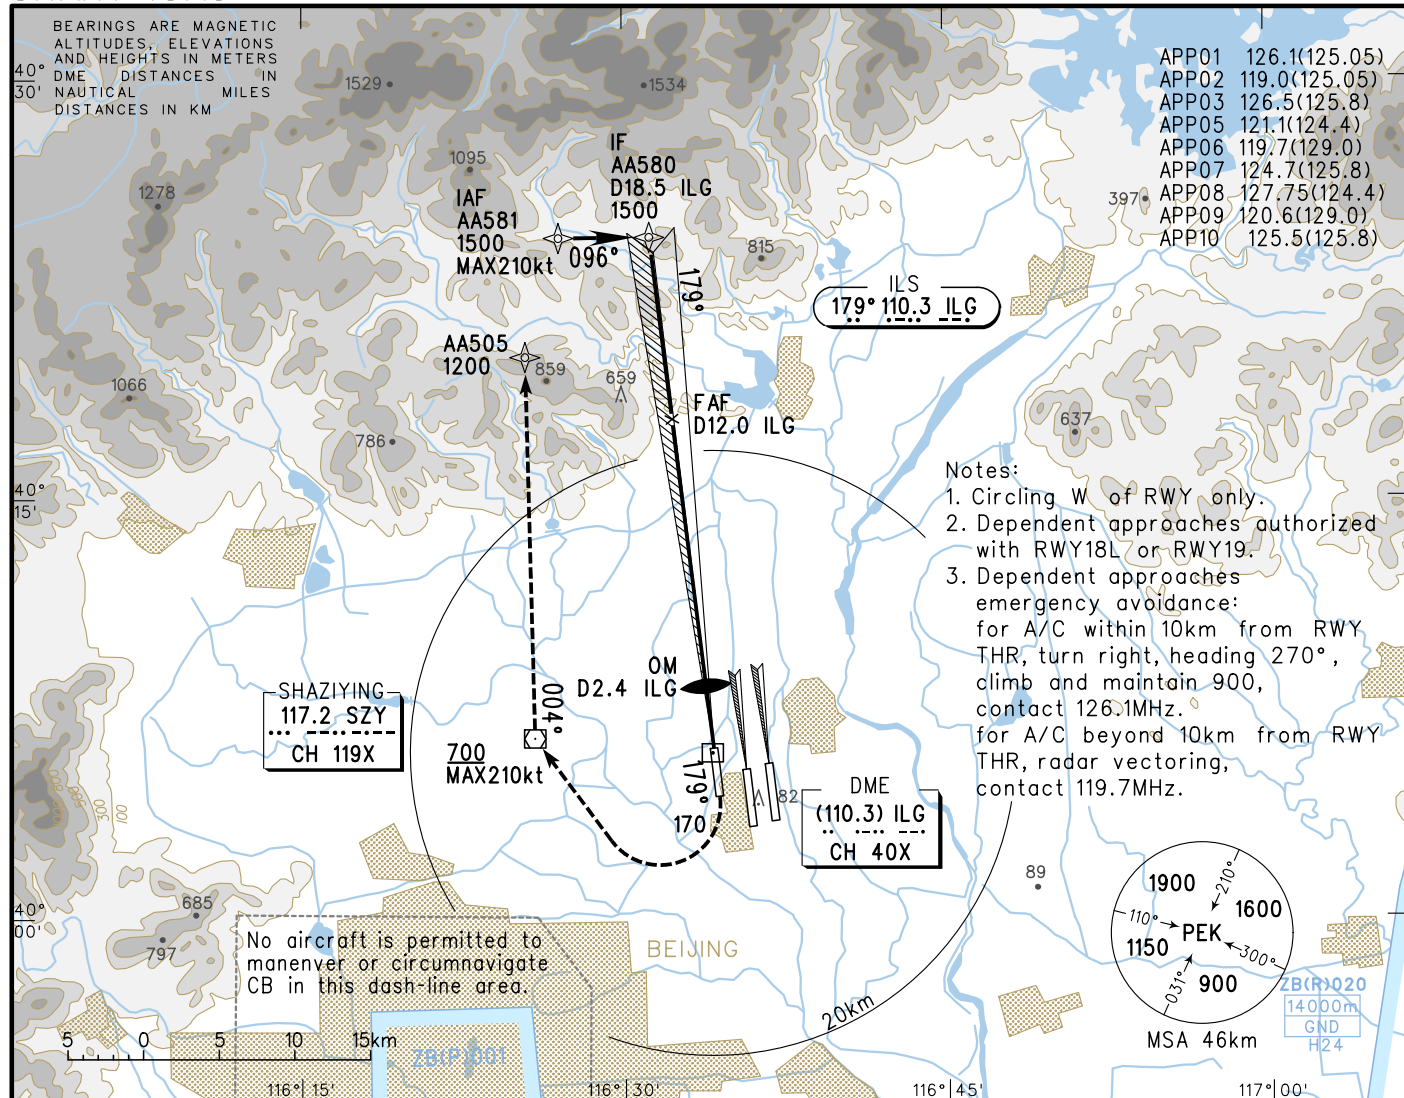 BEARINGS ARE MAGNETIC
ALTITUDES, ELEVATIONS
AND HEIGHTS IN METERS
DME DISTANCES IN
NAUTICAL MILES
DISTANCES IN KM
40°
30'
1529
1534
APP01 126.1(125.05)
APP02 119.0(125.05)
APP03 126.5(125.8)
APP05 121.1(124.4)
APP06 119.7(129.0)
APP07 124.7(125.8)
APP08 127.75(124.4)
APP09 120.6(129.0)
APP10 125.5(125.8)
1095
1278
397
815
IF
AA580
D18.5 ILG
1500
IAF
AA581
1500
MAX210kt
096°
179°
ILS
179° 110.3 ILG
AA505
1200
859
659
1066
786
637
FAF
D12.0 ILG
40°
15'
Notes:
1. Circling W of RWY only.
2. Dependent approaches authorized
with RWY18L or RWY19.
3. Dependent approaches
emergency avoidance:
for A/C within 10km from RWY
THR, turn right, heading 270°,
climb and maintain 900,
contact 126.1MHz.
for A/C beyond 10km from RWY
THR, radar vectoring,
contact 119.7MHz.
OM
D2.4 ILG
SHAZIYING
117.2 SZY
CH 119X
004°
700
MAX210kt
179°
170
82
DME
(110.3) ILG
CH 40X
300
100
89
685
797
40°
00'
No aircraft is permitted to
manenver or circumnavigate
CB in this dash-line area.
BEIJING
20km
1900
210°
1600
110°
PEK
1150
300°
031°
900
MSA 46km
ZB(R)020
14000m
GND
H24
5 0 5 10 15km
ZB(P)001
116°15'
116°30'
116°45'
117°00'